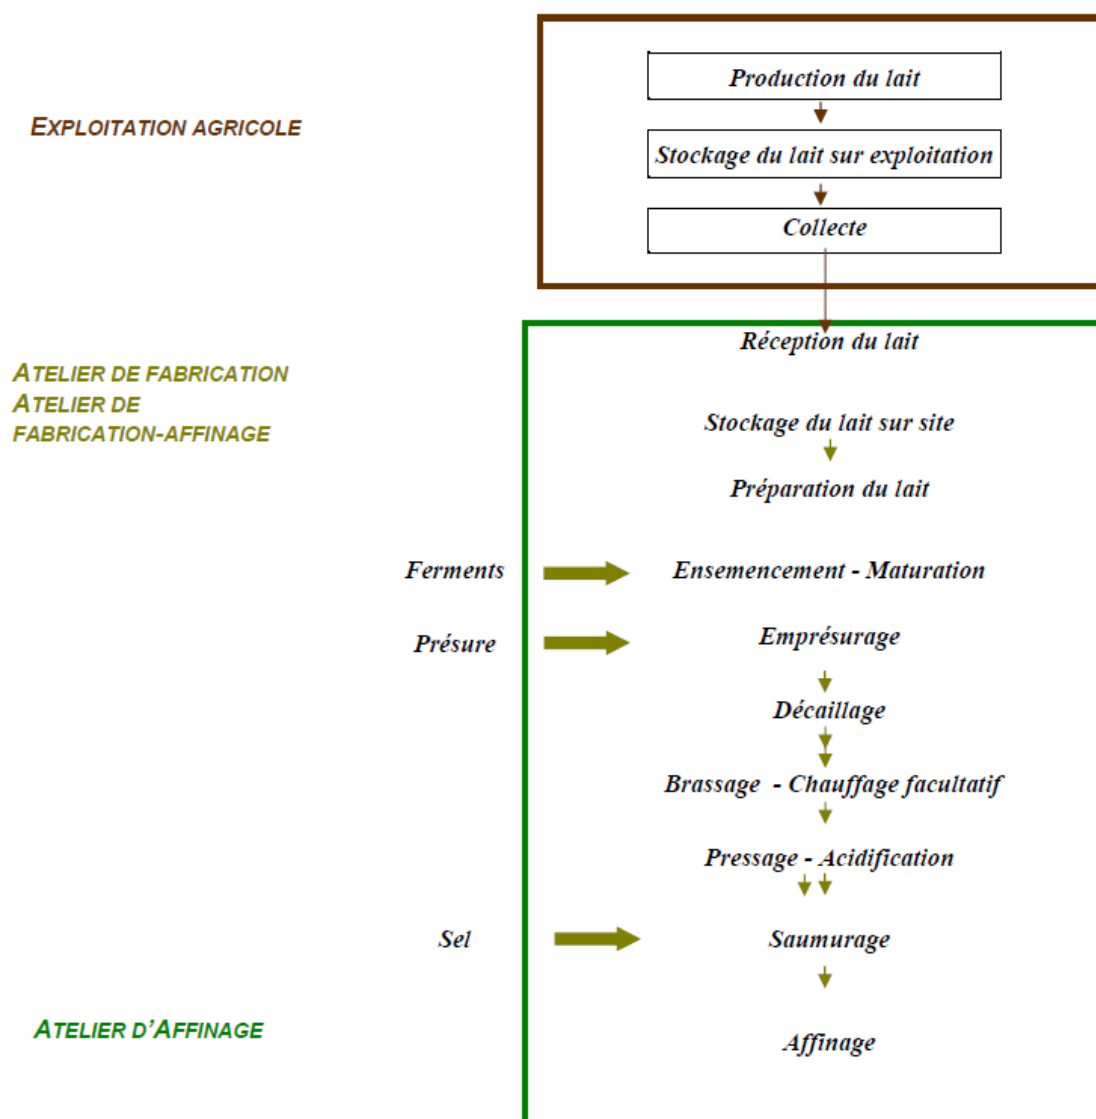 Production du lait
EXPLOITATION AGRICOLE
Stockage du lait sur exploitation
Collecte
Réception du lait
ATELIER DE FABRICATION
ATELIER DE
FABRICATION-AFFINAGE
Stockage du lait sur site
Préparation du lait
Ferments
Ensemencement - Maturation
Présure
Emprésurage
Décaillage
Brassage - Chauffage facultatif
Pressage - Acidification
Sel
Saumurage
ATELIER D'AFFINAGE
Affinage